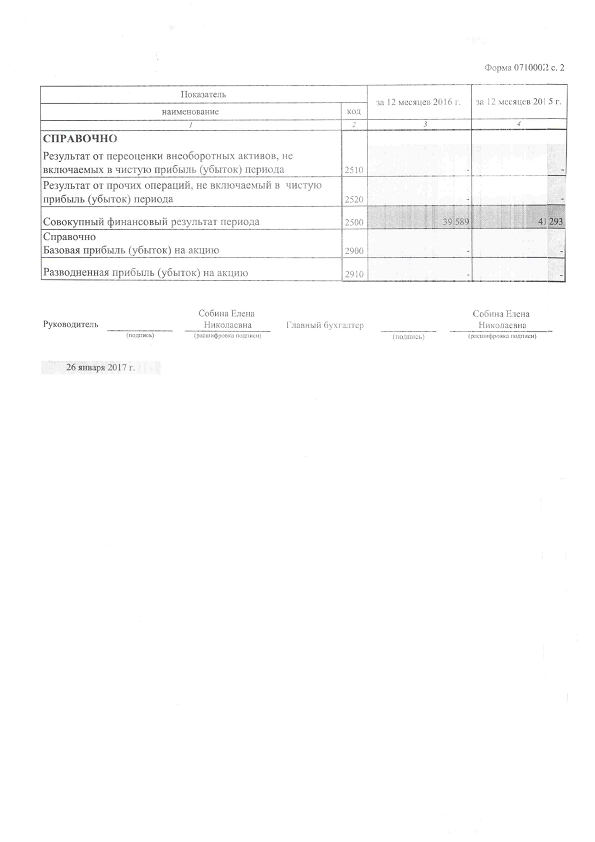 Форма 0710002 с. 2
Показатель за 12 месяцев 2016 г. за 12 месяцев 2015 г.
наименование код
1 2 3 4
СПРАВОЧНО
Результат от переоценки внеоборотных активов, не
включаемых в чистую прибыль (убыток) периода 2510 - -
Результат от прочих операций, не включаемый в чистую
прибыль (убыток) периода 2520 - -
Совокупный финансовый результат периода 2500 39 589 41 293
Справочно
Базовая прибыль (убыток) на акцию 2900 - -
Разводненная прибыль (убыток) на акцию 2910 - -
Собина Елена Собина Елена
Руководитель Николаевна Главный бухгалтер Николаевна
(подпись) (расшифровка подписи) (подпись) (расшифровка подписи)
26 января 2017 г.